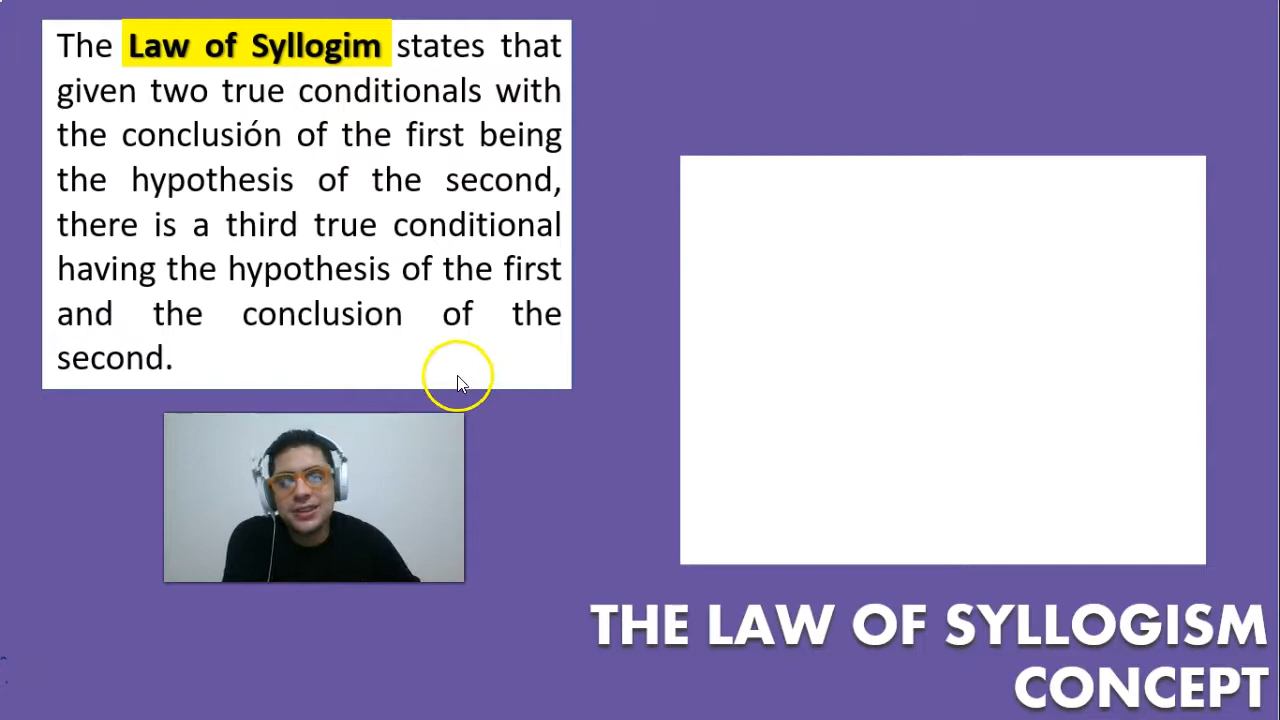 The Law of Syllogim states that
given two true conditionals with
the conclusión of the first being
the hypothesis of the second,
there is a third true conditional
having the hypothesis of the first
and the conclusion of the
second.
THE LAW OF SYLLOGISM
CONCEPT